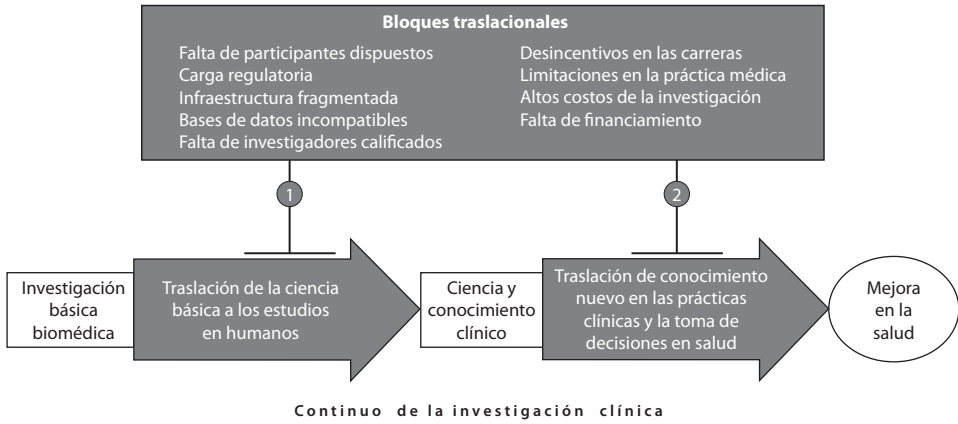 Bloques traslacionales
Falta de participantes dispuestos
Carga regulatoria
Infraestructura fragmentada
Bases de datos incompatibles
Falta de investigadores calificados
Desincentivos en las carreras
Limitaciones en la práctica médica
Altos costos de la investigación
Falta de financiamiento
1
2
Investigación
básica
biomédica
Traslación de la ciencia
básica a los estudios
en humanos
Ciencia y
conocimiento
clínico
Traslación de conocimiento
nuevo en las prácticas
clínicas y la toma de
decisiones en salud
Mejora
en la
salud
Continuo de la investigación clínica